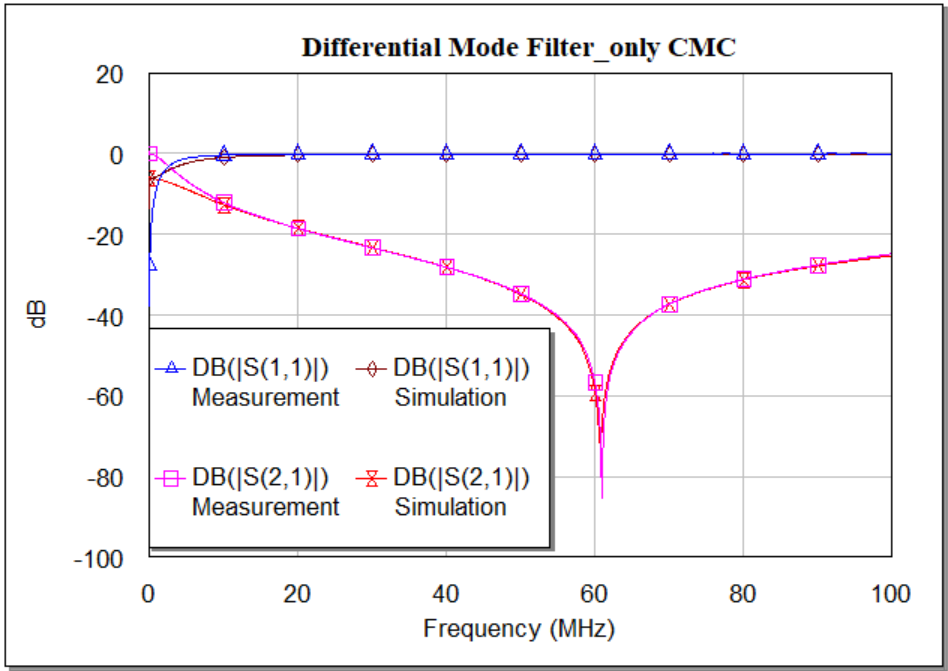 Differential Mode Filter_only CMC
20
0
-20
-40
-60
-80
-100
dB
DB(|S(1,1)|)
Measurement
DB(|S(1,1)|)
Simulation
DB(|S(2,1)|)
Measurement
DB(|S(2,1)|)
Simulation
0 20 40 60 80 100
Frequency (MHz)